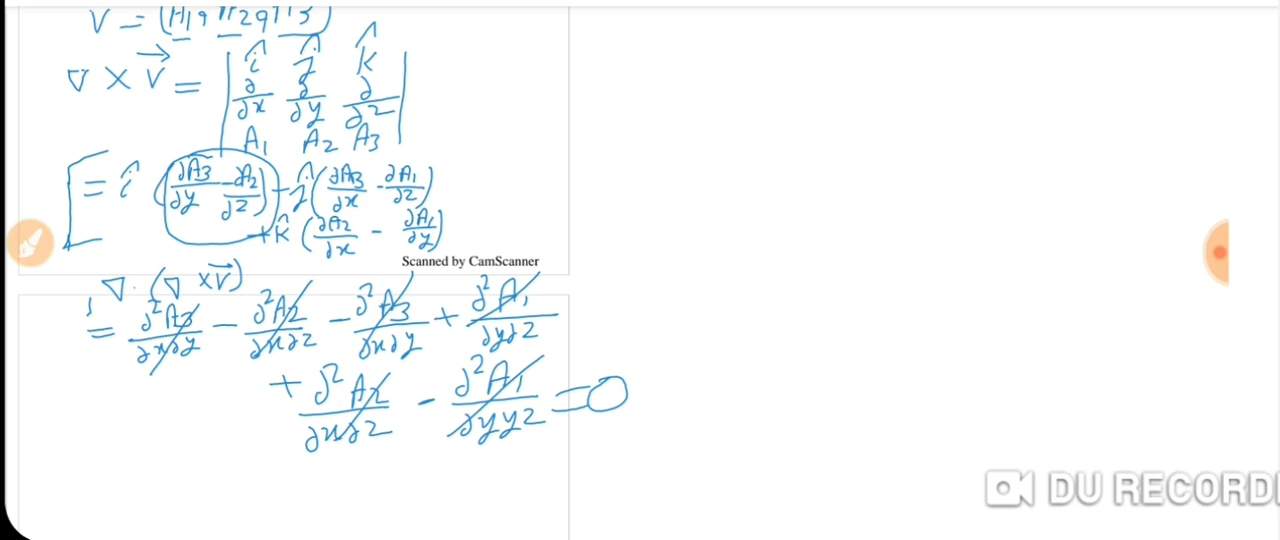 V = (A1, A2, A3)
∇ × V⃗ = | î ĵ k̂
∂/∂x ∂/∂y ∂/∂z
A₁ A₂ A₃ |
[= î (∂A3/∂y - ∂A2/∂z) - ĵ (∂A3/∂x - ∂A1/∂z)
+ k̂ (∂A2/∂x - ∂A1/∂y)
Scanned by CamScanner
, ∇. (∇ × V⃗)
= ∂²A3/∂x∂y - ∂²A2/∂x∂z - ∂²A3/∂x∂y + ∂²A₁/∂y∂z
+ ∂²A2/∂x∂z - ∂²A₁/∂yyz = 0
DU RECORD